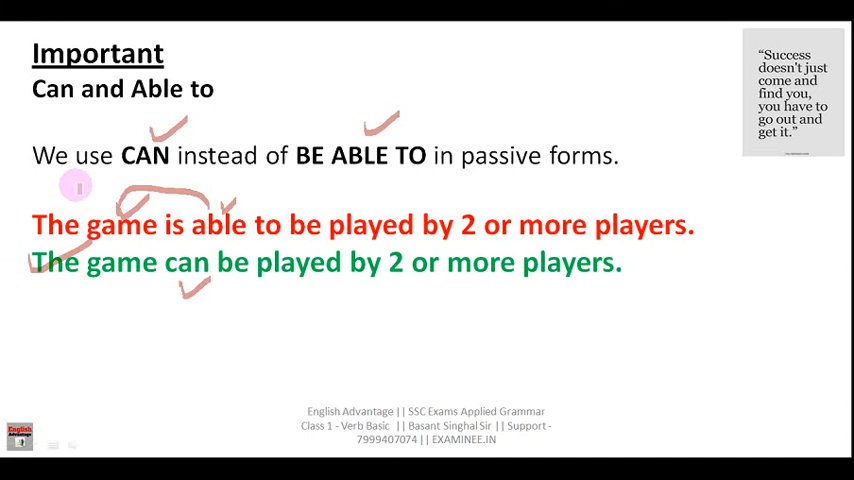 Important
Can and Able to
“Success
doesn't just
come and
find you,
you have to
go out and
get it.”
We use CAN instead of BE ABLE TO in passive forms.
The game is able to be played by 2 or more players.
The game can be played by 2 or more players.
English Advantage || SSC Exams Applied Grammar
Class 1 - Verb Basic || Basant Singhal Sir || Support -
7999407074 || EXAMINEE.IN
English
Advantage